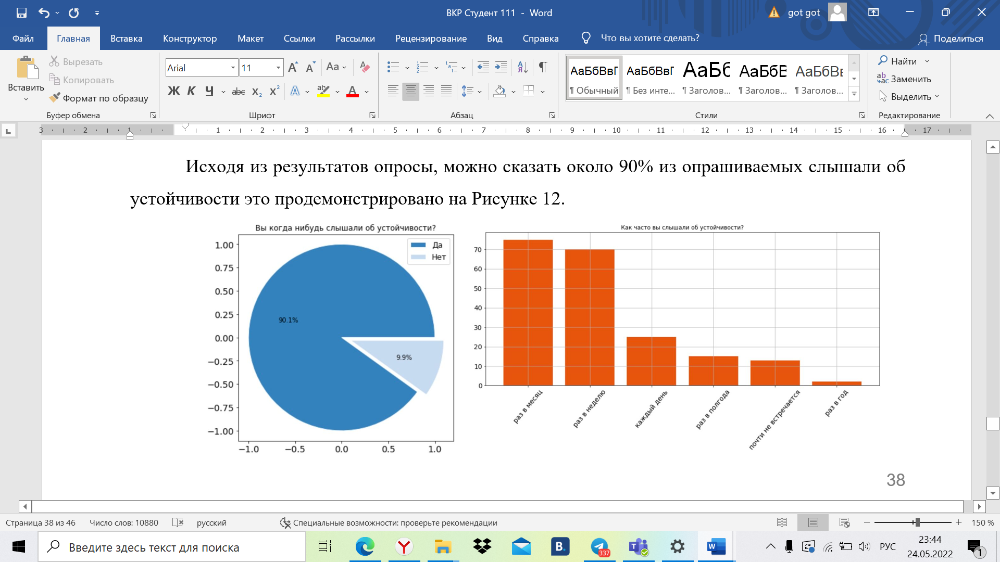 ВКР Студент 111 - Word
got got
Файл Главная Вставка Конструктор Макет Ссылки Рассылки Рецензирование Вид Справка Что вы хотите сделать? Поделиться
Вставить
Вырезать
Копировать
Формат по образцу
Буфер обмена
Arial 11
Ж К Ч abc
Шрифт
Абзац
АаБбВвГ АаБбВвГ АаБб АаБбВ АаБбВв
¶ Обычный ¶ Без инте... ¶ Заголов... ¶ Заголов... ¶ Заголов...
Стили
Найти
Заменить
Выделить
Редактирование
3 2 1 1 2 3 4 5 6 7 8 9 10 11 12 13 14 15 16 17
Исходя из результатов опросы, можно сказать около 90% из опрашиваемых слышали об
устойчивости это продемонстрировано на Рисунке 12.
Вы когда нибудь слышали об устойчивости?
Да
Нет
1.00
0.75
0.50
0.25
0.00
−0.25
−0.50
−0.75
−1.00
90.1%
9.9%
−1.0 −0.5 0.0 0.5 1.0
Как часто вы слышали об устойчивости?
70
60
50
40
30
20
10
0
раз в месяц
раз в неделю
каждый день
раз в полгода
почти не встречается
раз в год
38
Страница 38 из 46 Число слов: 10880 русский Специальные возможности: проверьте рекомендации 150 %
Введите здесь текст для поиска
B.
337
РУС
23:44
24.05.2022
1